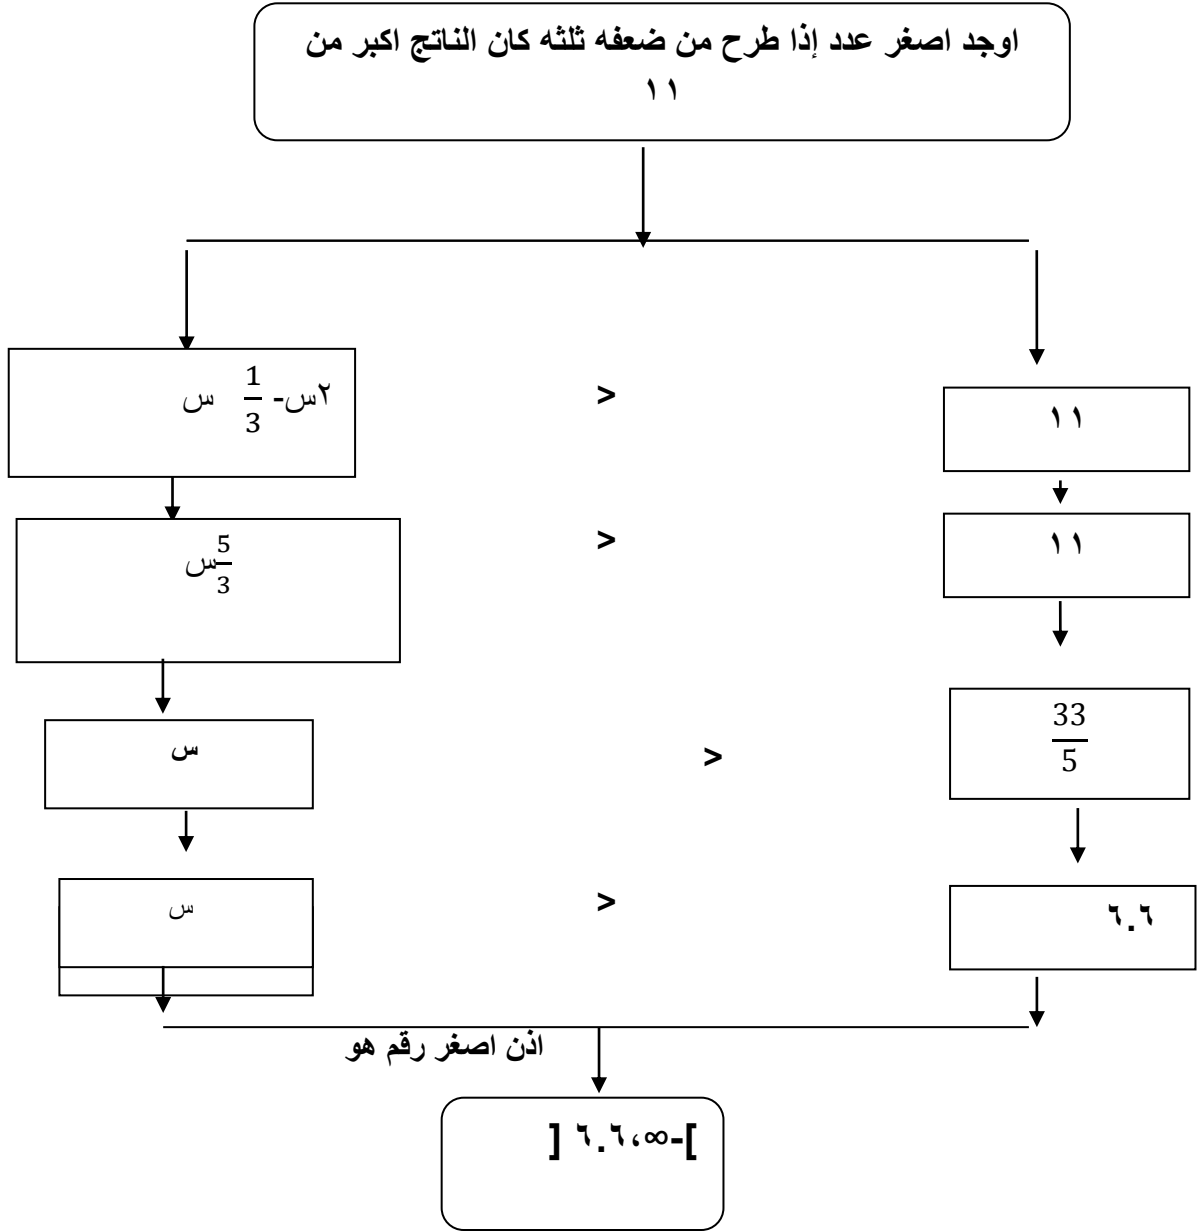 اوجد اصغر عدد إذا طرح من ضعفه ثلثه كان الناتج اكبر من
١١
٢س- 1/3 س
>
١١
5/3 س
>
١١
س
>
33/5
س
>
٦.٦
اذن اصغر رقم هو
]-∞،٦.٦ [